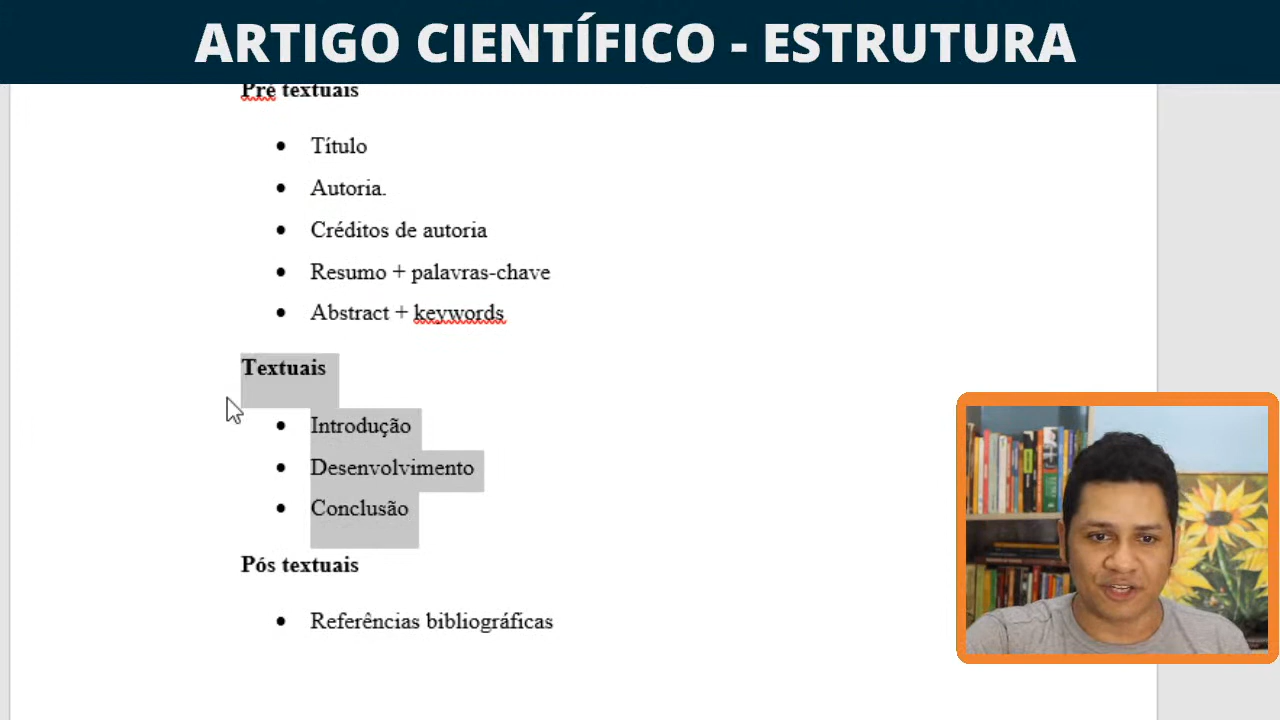 ARTIGO CIENTÍFICO - ESTRUTURA
Pré textuais
• Título
• Autoria.
• Créditos de autoria
• Resumo + palavras-chave
• Abstract + keywords
Textuais
• Introdução
• Desenvolvimento
• Conclusão
Pós textuais
• Referências bibliográficas